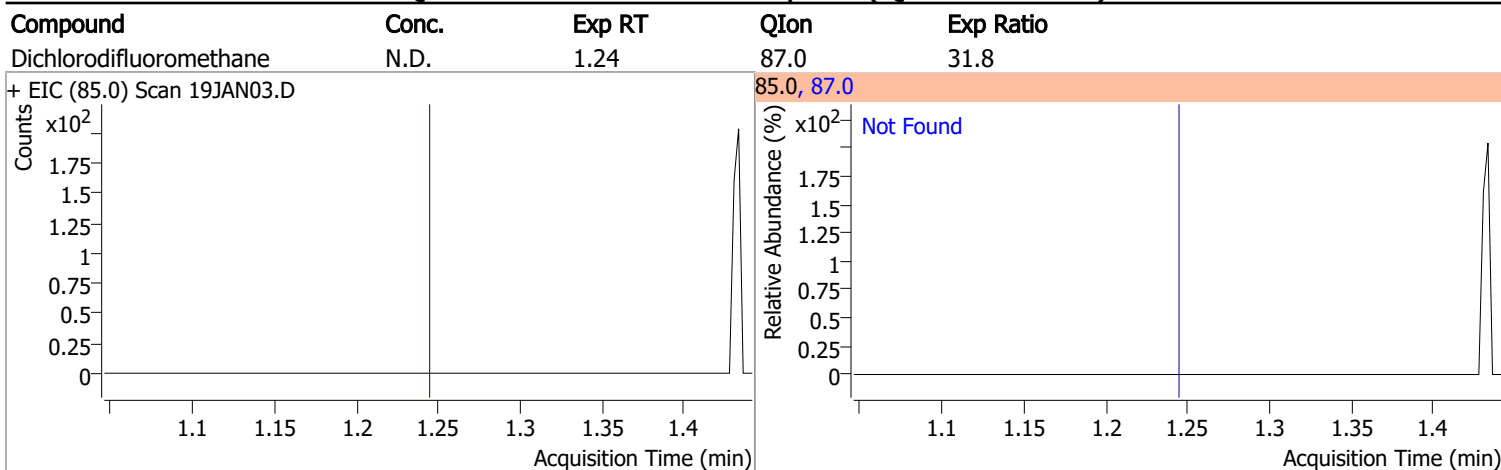 Compound Conc. Exp RT QIon Exp Ratio
Dichlorodifluoromethane N.D. 1.24 87.0 31.8
+ EIC (85.0) Scan 19JAN03.D
Counts
x10²
1.75
1.5
1.25
1
0.75
0.5
0.25
0
1.1 1.15 1.2 1.25 1.3 1.35 1.4
Acquisition Time (min)
85.0, 87.0
Relative Abundance (%)
x10²
Not Found
1.75
1.5
1.25
1
0.75
0.5
0.25
0
1.1 1.15 1.2 1.25 1.3 1.35 1.4
Acquisition Time (min)